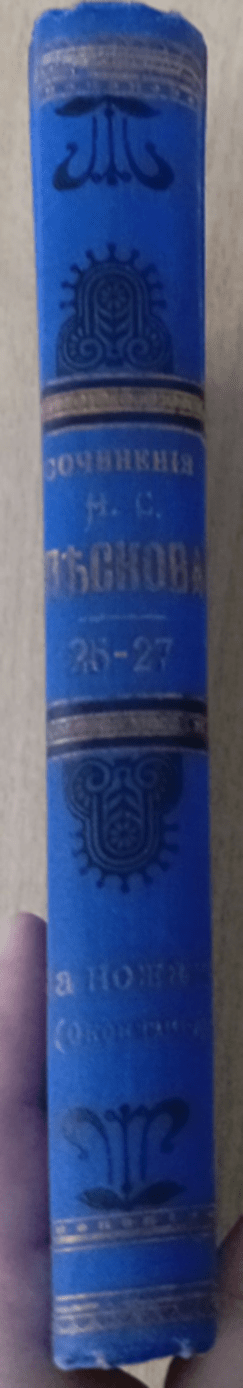 СОЧИНЕНІЯ
Н. С.
ЛѢСКОВА
25-27
На ножахъ
(Окончаніе)